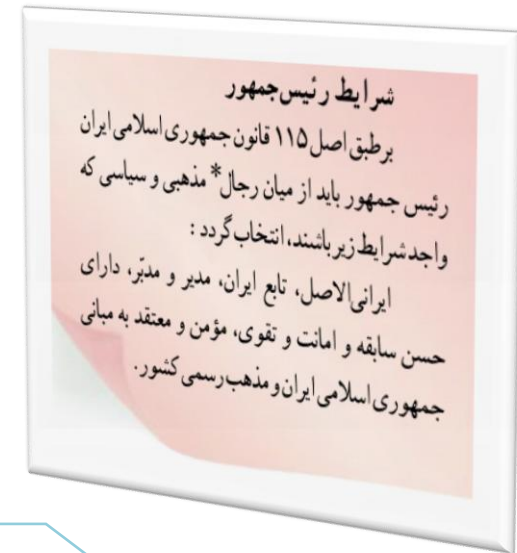 شرایط رئیس‌جمهور
برطبق اصل ۱۱۵ قانون جمهوری اسلامی ایران
رئیس جمهور باید از میان رجال* مذهبی و سیاسی که
واجد شرایط زیر باشند، انتخاب گردد :
ایرانی‌الاصل، تابع ایران، مدیر و مدبّر، دارای
حسن سابقه و امانت و تقوی، مؤمن و معتقد به مبانی
جمهوری اسلامی ایران و مذهب رسمی کشور.